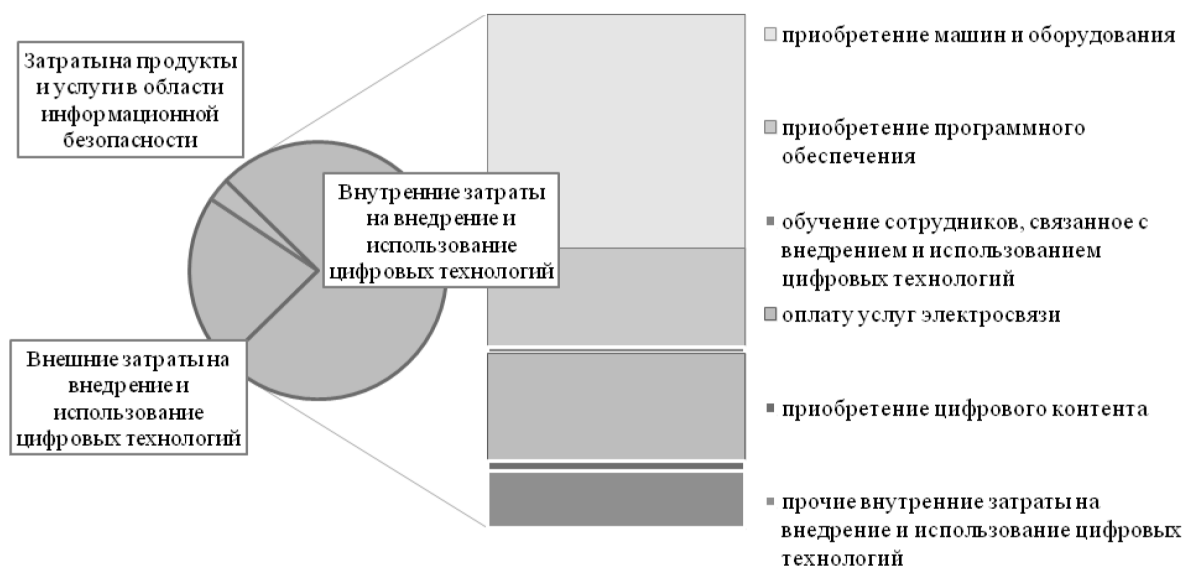 Затраты на продукты
и услуги в области
информационной
безопасности
Внутренние затраты
на внедрение и
использование
цифровых технологий
Внешние затраты на
внедрение и
использование
цифровых технологий
приобретение машин и оборудования
приобретение программного
обеспечения
обучение сотрудников, связанное с
внедрением и использованием
цифровых технологий
оплату услуг электросвязи
приобретение цифрового контента
прочие внутренние затраты на
внедрение и использование цифровых
технологий